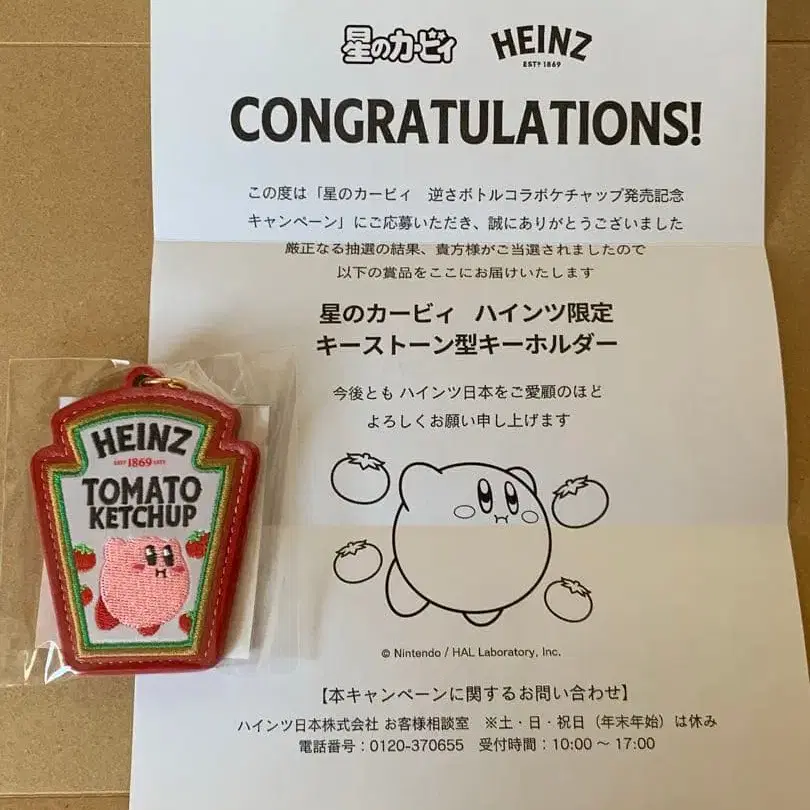 星のカービィ HEINZ
ESTD 1869
CONGRATULATIONS!
この度は「星のカービィ 逆さボトルコラボケチャップ発売記念
キャンペーン」にご応募いただき、誠にありがとうございました
厳正なる抽選の結果、貴方様がご当選されましたので
以下の賞品をここにお届けいたします
星のカービィ ハインツ限定
キーストーン型キーホルダー
今後とも ハインツ日本をご愛顧のほど
よろしくお願い申し上げます
© Nintendo / HAL Laboratory, Inc.
【本キャンペーンに関するお問い合わせ】
ハインツ日本株式会社 お客様相談室 ※土・日・祝日（年末年始）は休み
電話番号：0120-370655 受付時間：10:00 〜 17:00
HEINZ
1869
TOMATO
KETCHUP